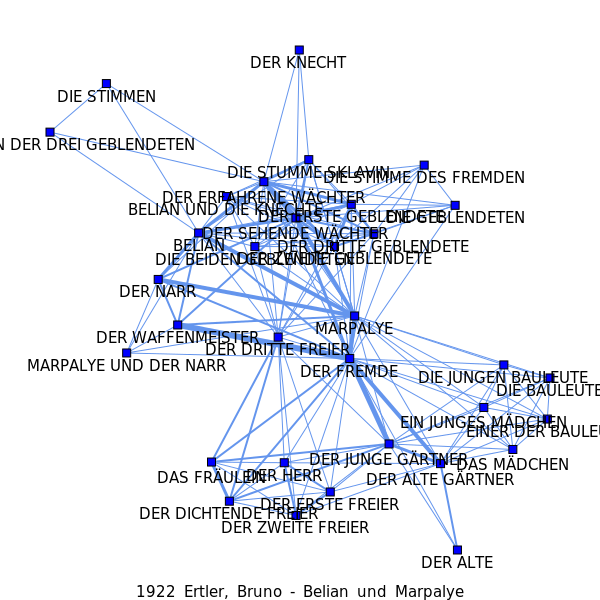 DER KNECHT
DIE STIMMEN
N DER DREI GEBLENDETEN
DIE STUMME SKLAVIN
DIE STIMME DES FREMDEN
DER ERFAHRENE WÄCHTER
BELIAN UND DIE KNECHTE
DER ERSTE GEBLENDETE
DIE GEBLENDETEN
DER SEHENDE WÄCHTER
BELIAN
DER DRITTE GEBLENDETE
DIE BEIDEN GEBLENDETEN
DER ZWEITE GEBLENDETE
DER NARR
MARPALYE
DER WAFFENMEISTER
DER DRITTE FREIER
MARPALYE UND DER NARR
DER FREMDE
DIE JUNGEN BAULEUTE
DIE BAULEUTE
EIN JUNGES MÄDCHEN
EINER DER BAULEU
DER JUNGE GÄRTNER
DAS MÄDCHEN
DAS FRÄULEIN
DER HERR
DER ALTE GÄRTNER
DER ERSTE FREIER
DER DICHTENDE FREIER
DER ZWEITE FREIER
DER ALTE
1922 Ertler, Bruno - Belian und Marpalye